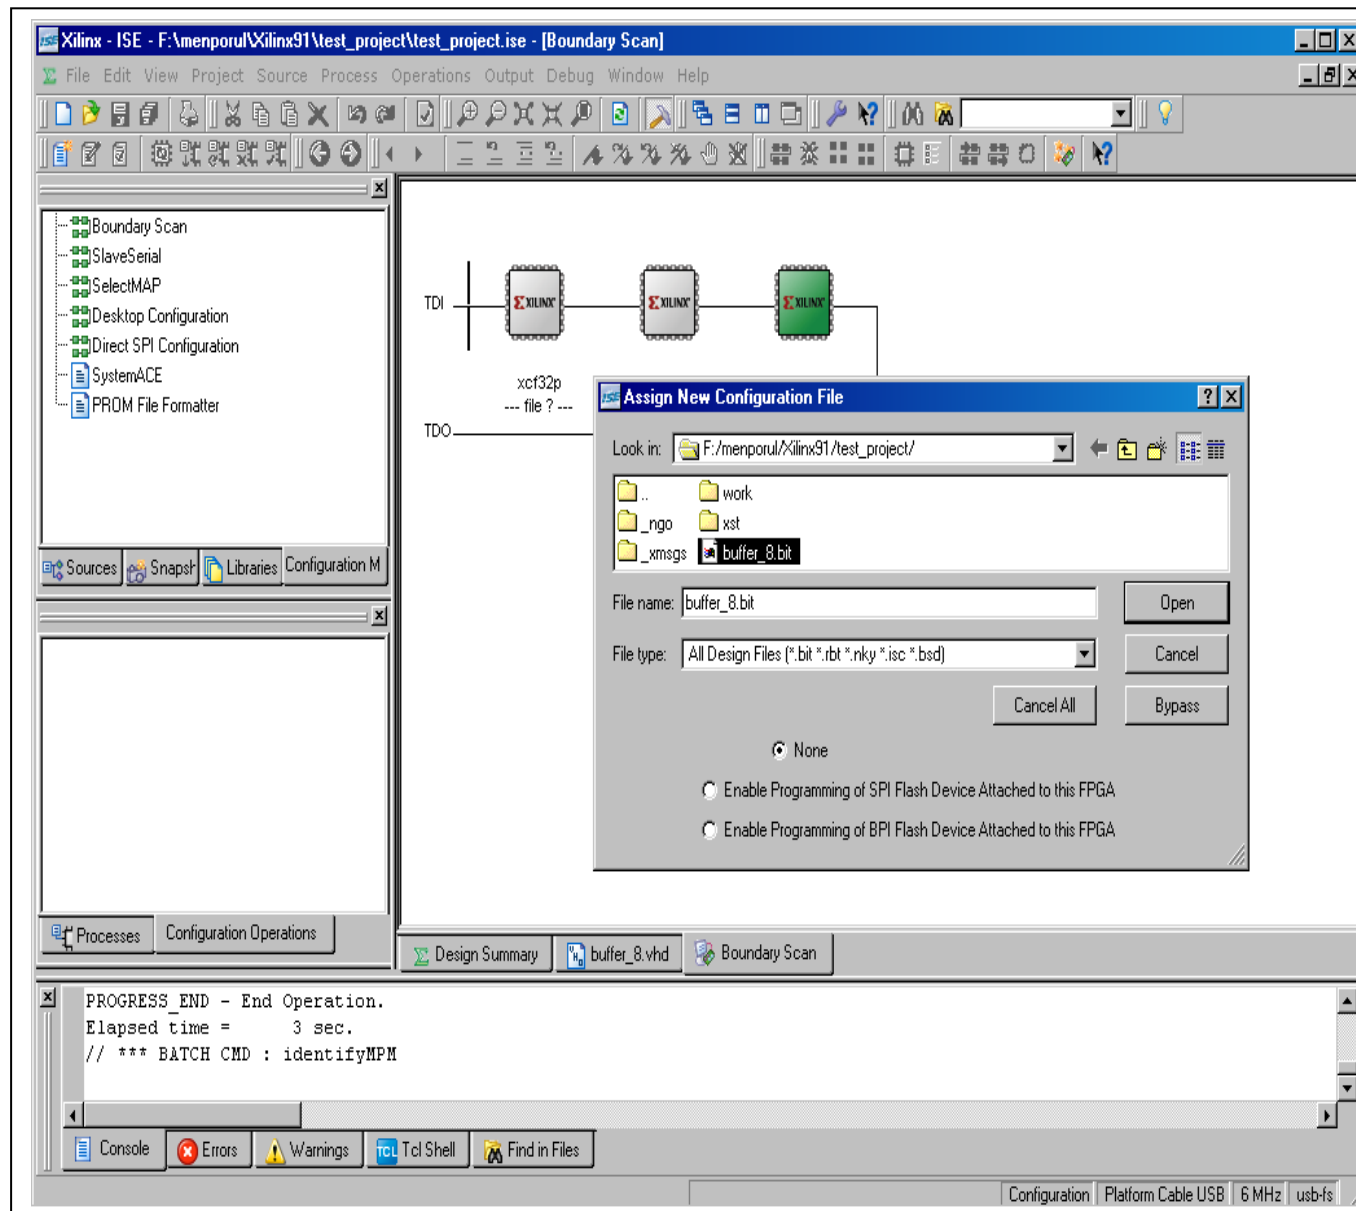 Xilinx - ISE - F:\menporul\Xilinx91\test_project\test_project.ise - [Boundary Scan]
File Edit View Project Source Process Operations Output Debug Window Help
Boundary Scan
SlaveSerial
SelectMAP
Desktop Configuration
Direct SPI Configuration
SystemACE
PROM File Formatter
Sources Snapsh Libraries Configuration M
Processes Configuration Operations
TDI
XILINX XILINX XILINX
xcf32p
--- file ? ---
TDO
Assign New Configuration File
Look in: F:/menporul/Xilinx91/test_project/
.. work
_ngo xst
_xmsgs buffer_8.bit
File name: buffer_8.bit Open
File type: All Design Files (*.bit *.rbt *.nky *.isc *.bsd) Cancel
Cancel All Bypass
None
Enable Programming of SPI Flash Device Attached to this FPGA
Enable Programming of BPI Flash Device Attached to this FPGA
Design Summary buffer_8.vhd Boundary Scan
PROGRESS_END - End Operation.
Elapsed time = 3 sec.
// *** BATCH CMD : identifyMPM
Console Errors Warnings TCL Tcl Shell Find in Files
Configuration Platform Cable USB 6 MHz usb-fs